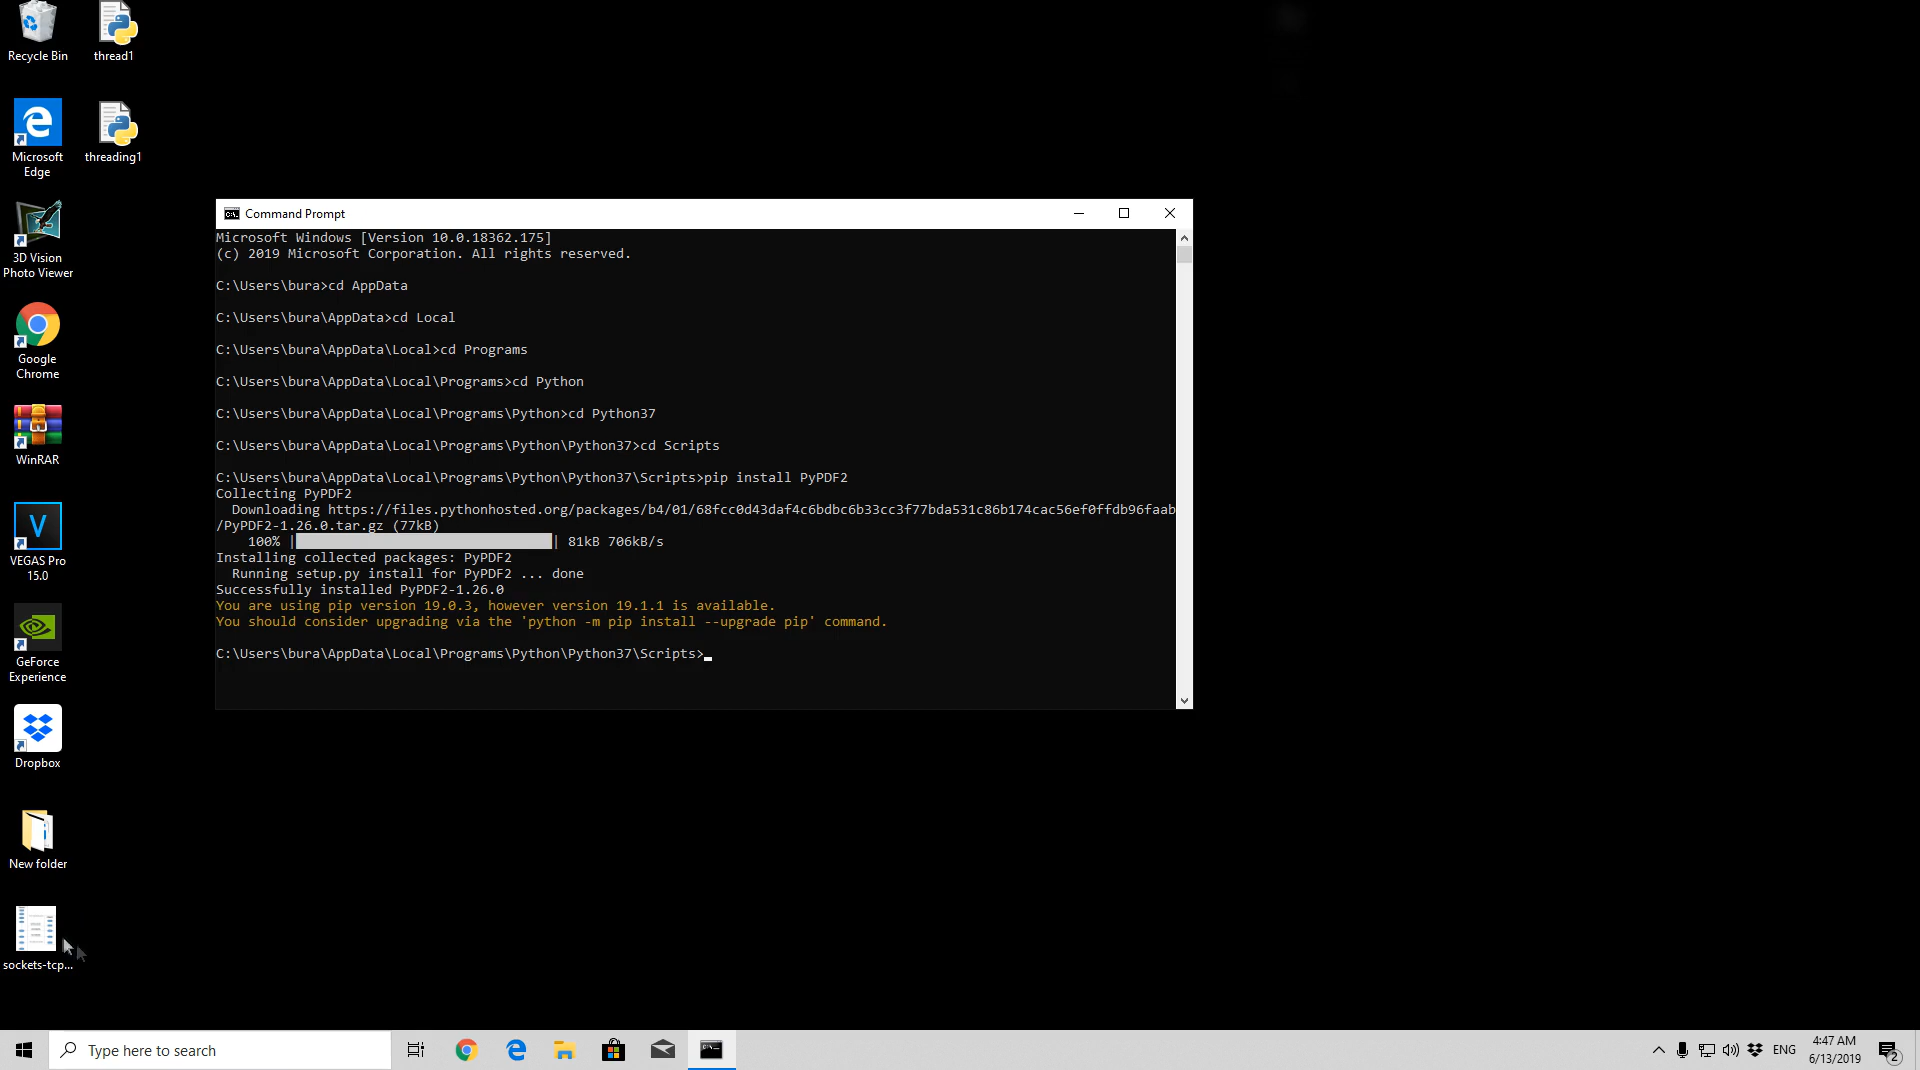 Recycle Bin
thread1
Microsoft
Edge
threading1
3D Vision
Photo Viewer
Google
Chrome
WinRAR
VEGAS Pro
15.0
GeForce
Experience
Dropbox
New folder
sockets-tcp...
Command Prompt
Microsoft Windows [Version 10.0.18362.175]
(c) 2019 Microsoft Corporation. All rights reserved.
C:\Users\bura>cd AppData
C:\Users\bura\AppData>cd Local
C:\Users\bura\AppData\Local>cd Programs
C:\Users\bura\AppData\Local\Programs>cd Python
C:\Users\bura\AppData\Local\Programs\Python>cd Python37
C:\Users\bura\AppData\Local\Programs\Python\Python37>cd Scripts
C:\Users\bura\AppData\Local\Programs\Python\Python37\Scripts>pip install PyPDF2
Collecting PyPDF2
Downloading https://files.pythonhosted.org/packages/b4/01/68fcc0d43daf4c6bdbc6b33cc3f77bda531c86b174cac56ef0ffdb96faab
/PyPDF2-1.26.0.tar.gz (77kB)
100% || 81kB 706kB/s
Installing collected packages: PyPDF2
Running setup.py install for PyPDF2 ... done
Successfully installed PyPDF2-1.26.0
You are using pip version 19.0.3, however version 19.1.1 is available.
You should consider upgrading via the 'python -m pip install --upgrade pip' command.
C:\Users\bura\AppData\Local\Programs\Python\Python37\Scripts>
Type here to search
ENG
4:47 AM
6/13/2019
2